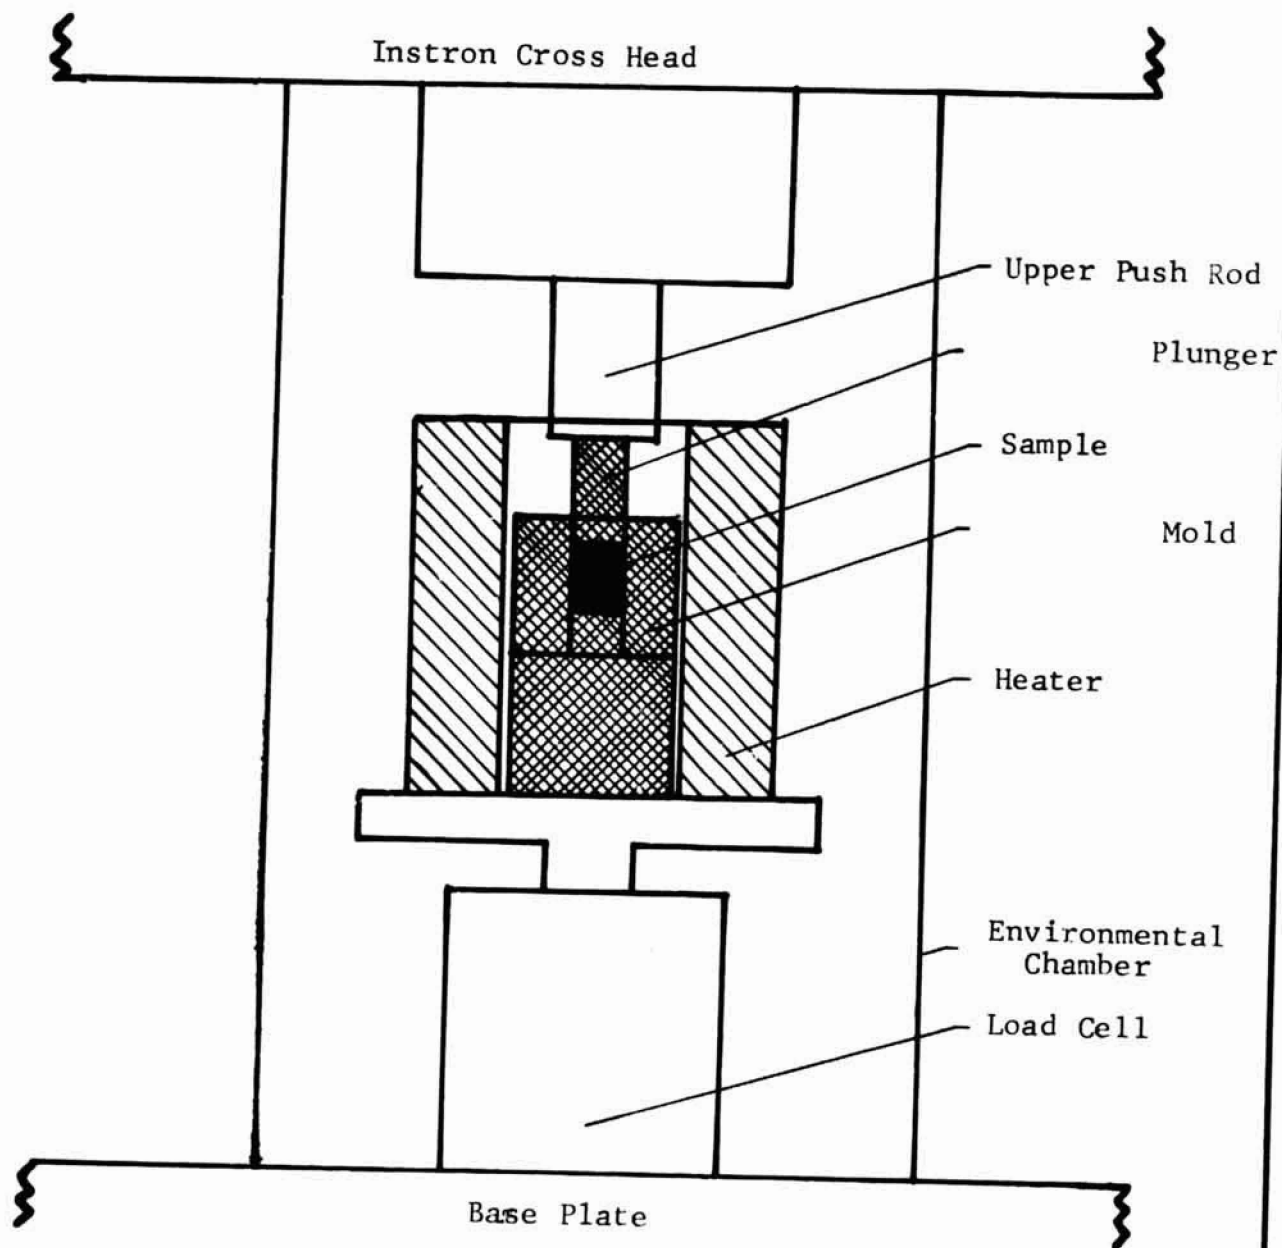 Instron Cross Head
Upper Push Rod
Plunger
Sample
Mold
Heater
Environmental
Chamber
Load Cell
Base Plate